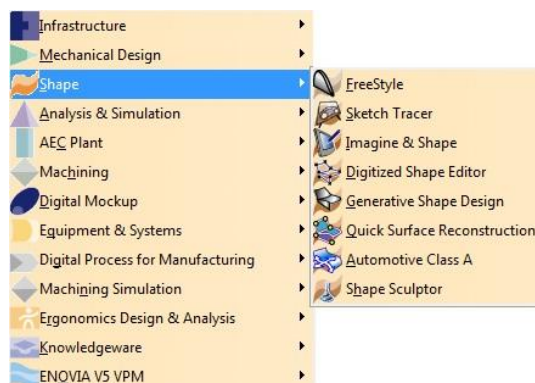 Infrastructure
Mechanical Design
Shape
Analysis & Simulation
AEC Plant
Machining
Digital Mockup
Equipment & Systems
Digital Process for Manufacturing
Machining Simulation
Ergonomics Design & Analysis
Knowledgeware
ENOVIA V5 VPM
FreeStyle
Sketch Tracer
Imagine & Shape
Digitized Shape Editor
Generative Shape Design
Quick Surface Reconstruction
Automotive Class A
Shape Sculptor